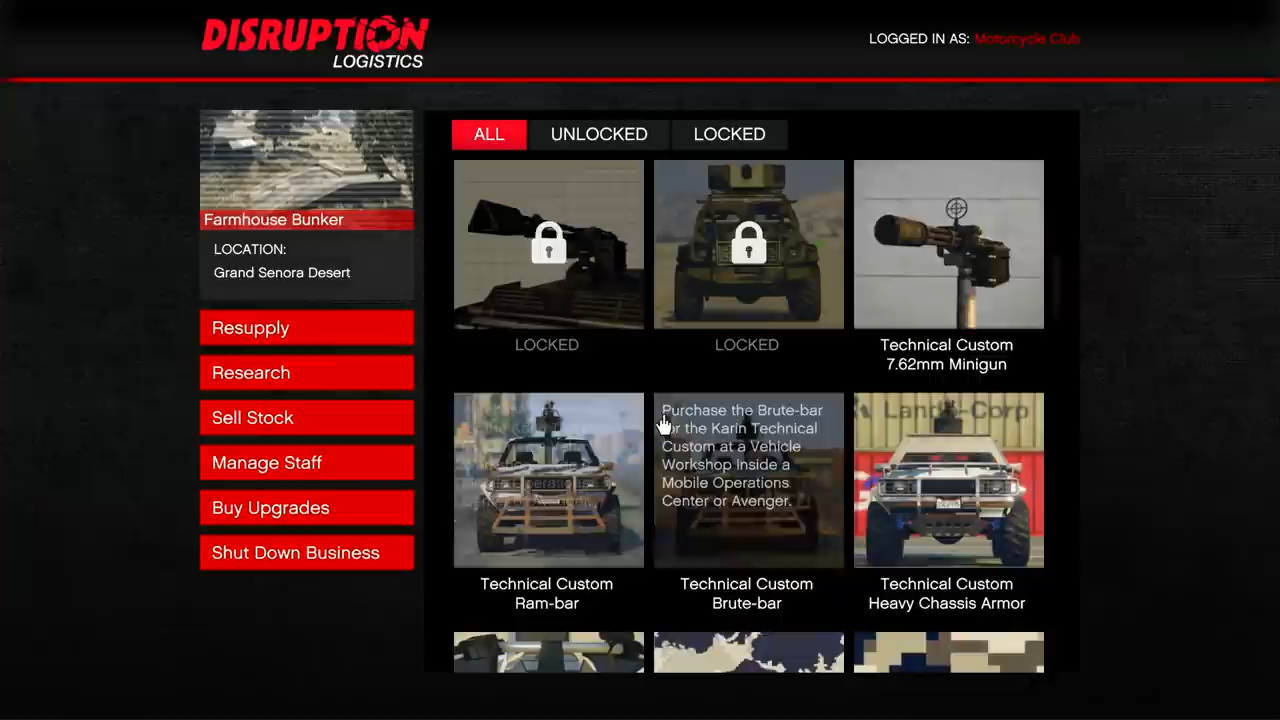 DISRUPTION
LOGISTICS
LOGGED IN AS: Motorcycle Club
Farmhouse Bunker
LOCATION:
Grand Senora Desert
Resupply
Research
Sell Stock
Manage Staff
Buy Upgrades
Shut Down Business
ALL UNLOCKED LOCKED
LOCKED
LOCKED
Technical Custom
7.62mm Minigun
Technical Custom
Ram-bar
Purchase the Brute-bar
for the Karin Technical
Custom at a Vehicle
Workshop Inside a
Mobile Operations
Center or Avenger.
Technical Custom
Brute-bar
Lando-Corp
Technical Custom
Heavy Chassis Armor